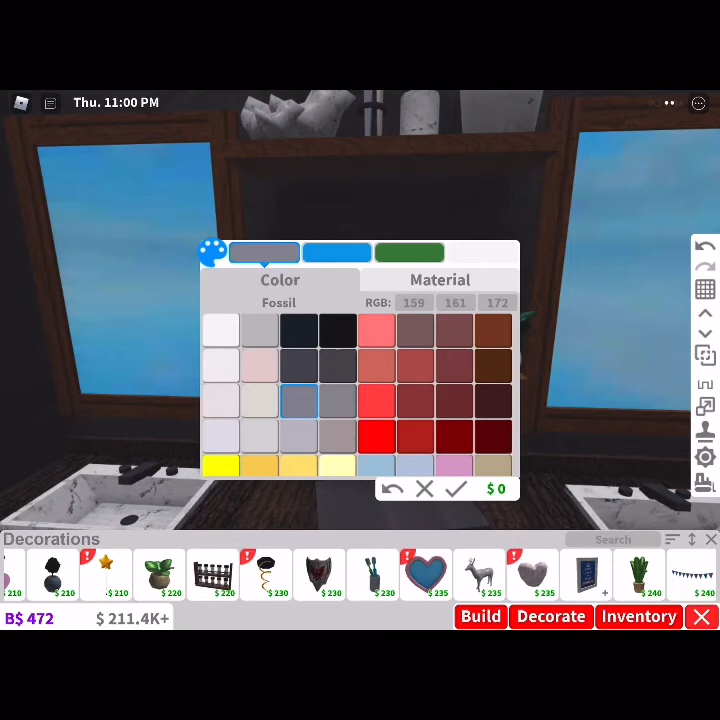 Thu. 11:00 PM
Color
Material
Fossil
RGB: 159 161 172
$ 0
Decorations
Search
210 $ 210 $ 210 $ 220 $ 220 $ 230 $ 230 $ 230 $ 235 $ 235 $ 235 $ 240 $ 240
B$ 472
$ 211.4K+
Build
Decorate
Inventory